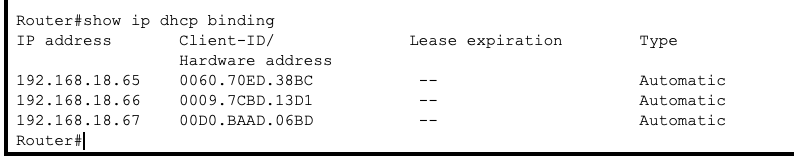 Router#show ip dhcp binding
IP address       Client-ID/              Lease expiration        Type
                 Hardware address
192.168.18.65    0060.70ED.38BC           --                     Automatic
192.168.18.66    0009.7CBD.13D1           --                     Automatic
192.168.18.67    00D0.BAAD.06BD           --                     Automatic
Router#